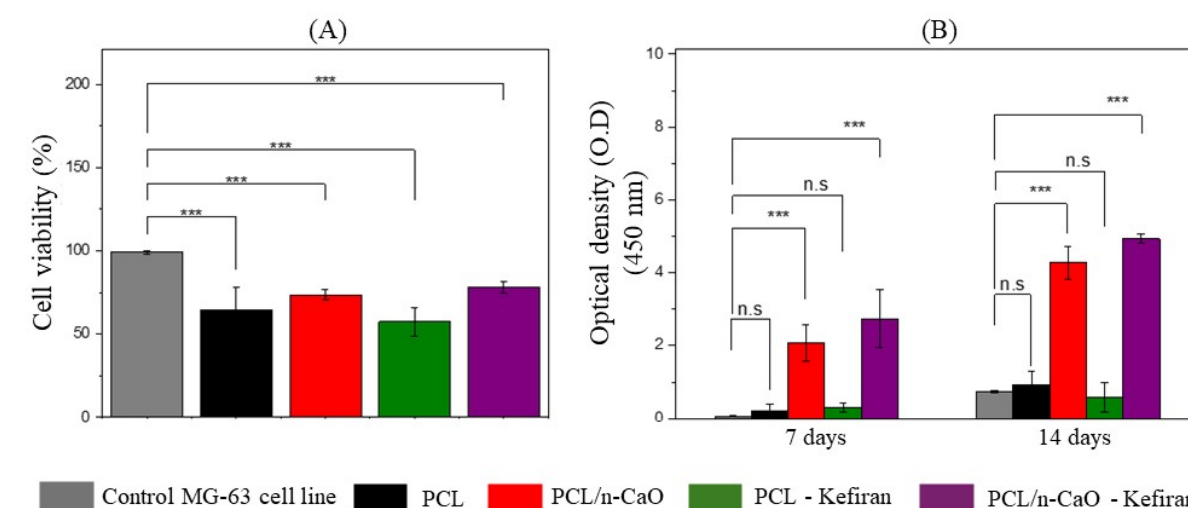 (A)
Cell viability (%)
200
150
100
50
0
***
***
***
***
(B)
Optical density (O.D)
(450 nm)
10
8
6
4
2
0
***
n.s
***
n.s
***
n.s
***
n.s
7 days
14 days
Control MG-63 cell line
PCL
PCL/n-CaO
PCL - Kefiran
PCL/n-CaO - Kefiran